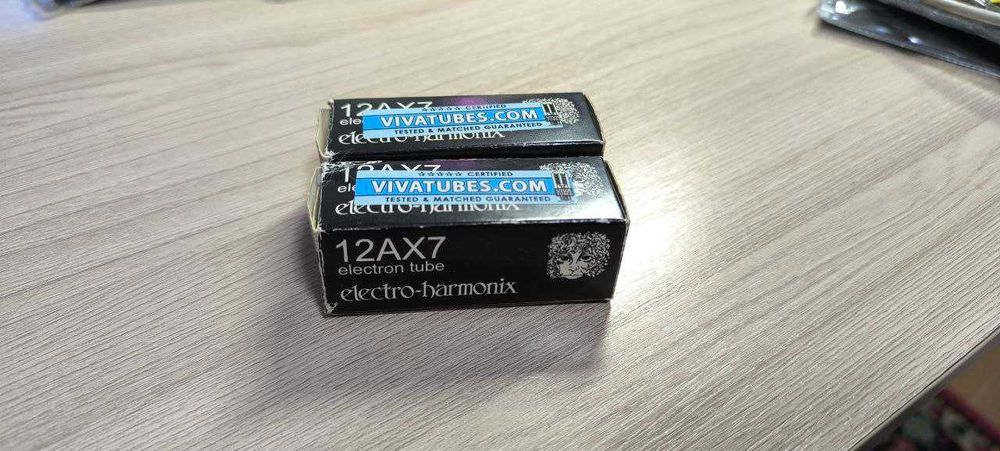 12AX7
★★★★★ CERTIFIED
VIVATUBES.COM
TESTED & MATCHED GUARANTEED
electro-harmonix
12AX7
★★★★★ CERTIFIED
VIVATUBES.COM
TESTED & MATCHED GUARANTEED
electro-harmonix
12AX7
electron tube
electro-harmonix